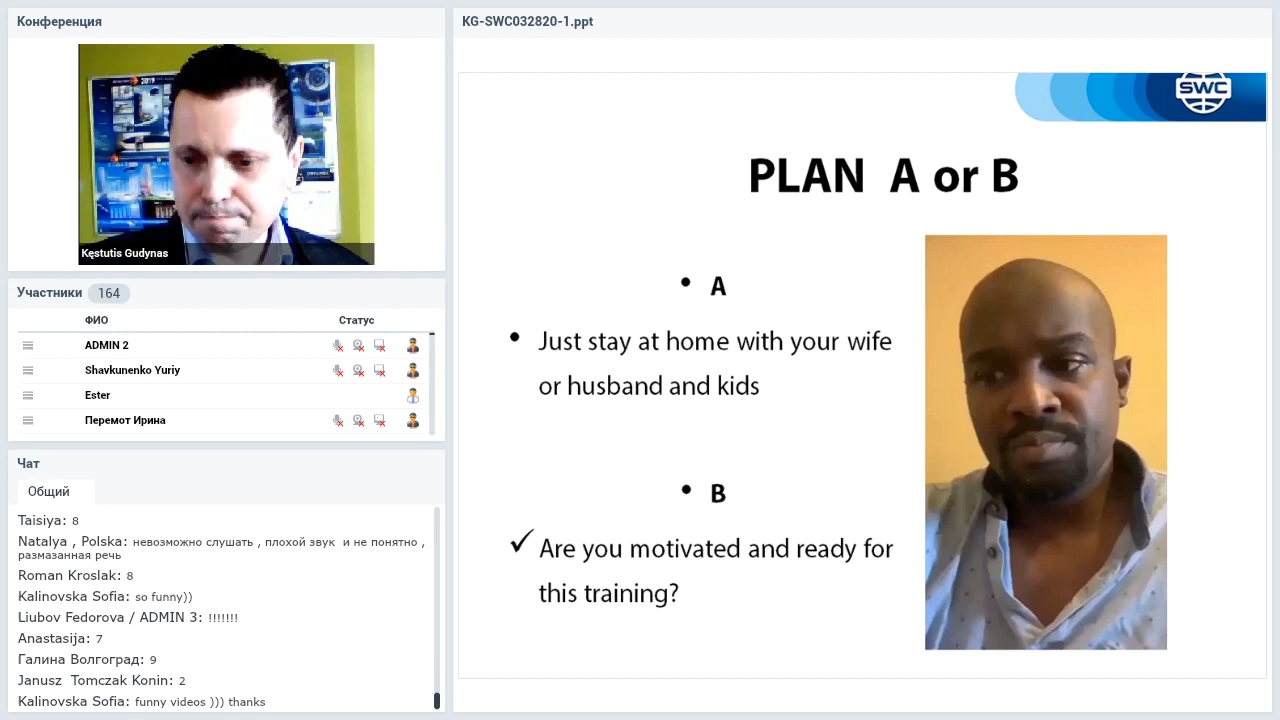 Конференция
2019
Kęstutis Gudynas
Участники 164
ФИО Статус
ADMIN 2
Shavkunenko Yuriy
Ester
Перемот Ирина
Чат
Общий
Taisiya: 8
Natalya , Polska: невозможно слушать , плохой звук и не понятно ,
размазанная речь
Roman Kroslak: 8
Kalinovska Sofia: so funny))
Liubov Fedorova / ADMIN 3: !!!!!!!
Anastasija: 7
Галина Волгоград: 9
Janusz Tomczak Konin: 2
Kalinovska Sofia: funny videos ))) thanks
KG-SWC032820-1.ppt
SWC
PLAN A or B
• A
• Just stay at home with your wife
or husband and kids
• B
✓ Are you motivated and ready for
this training?